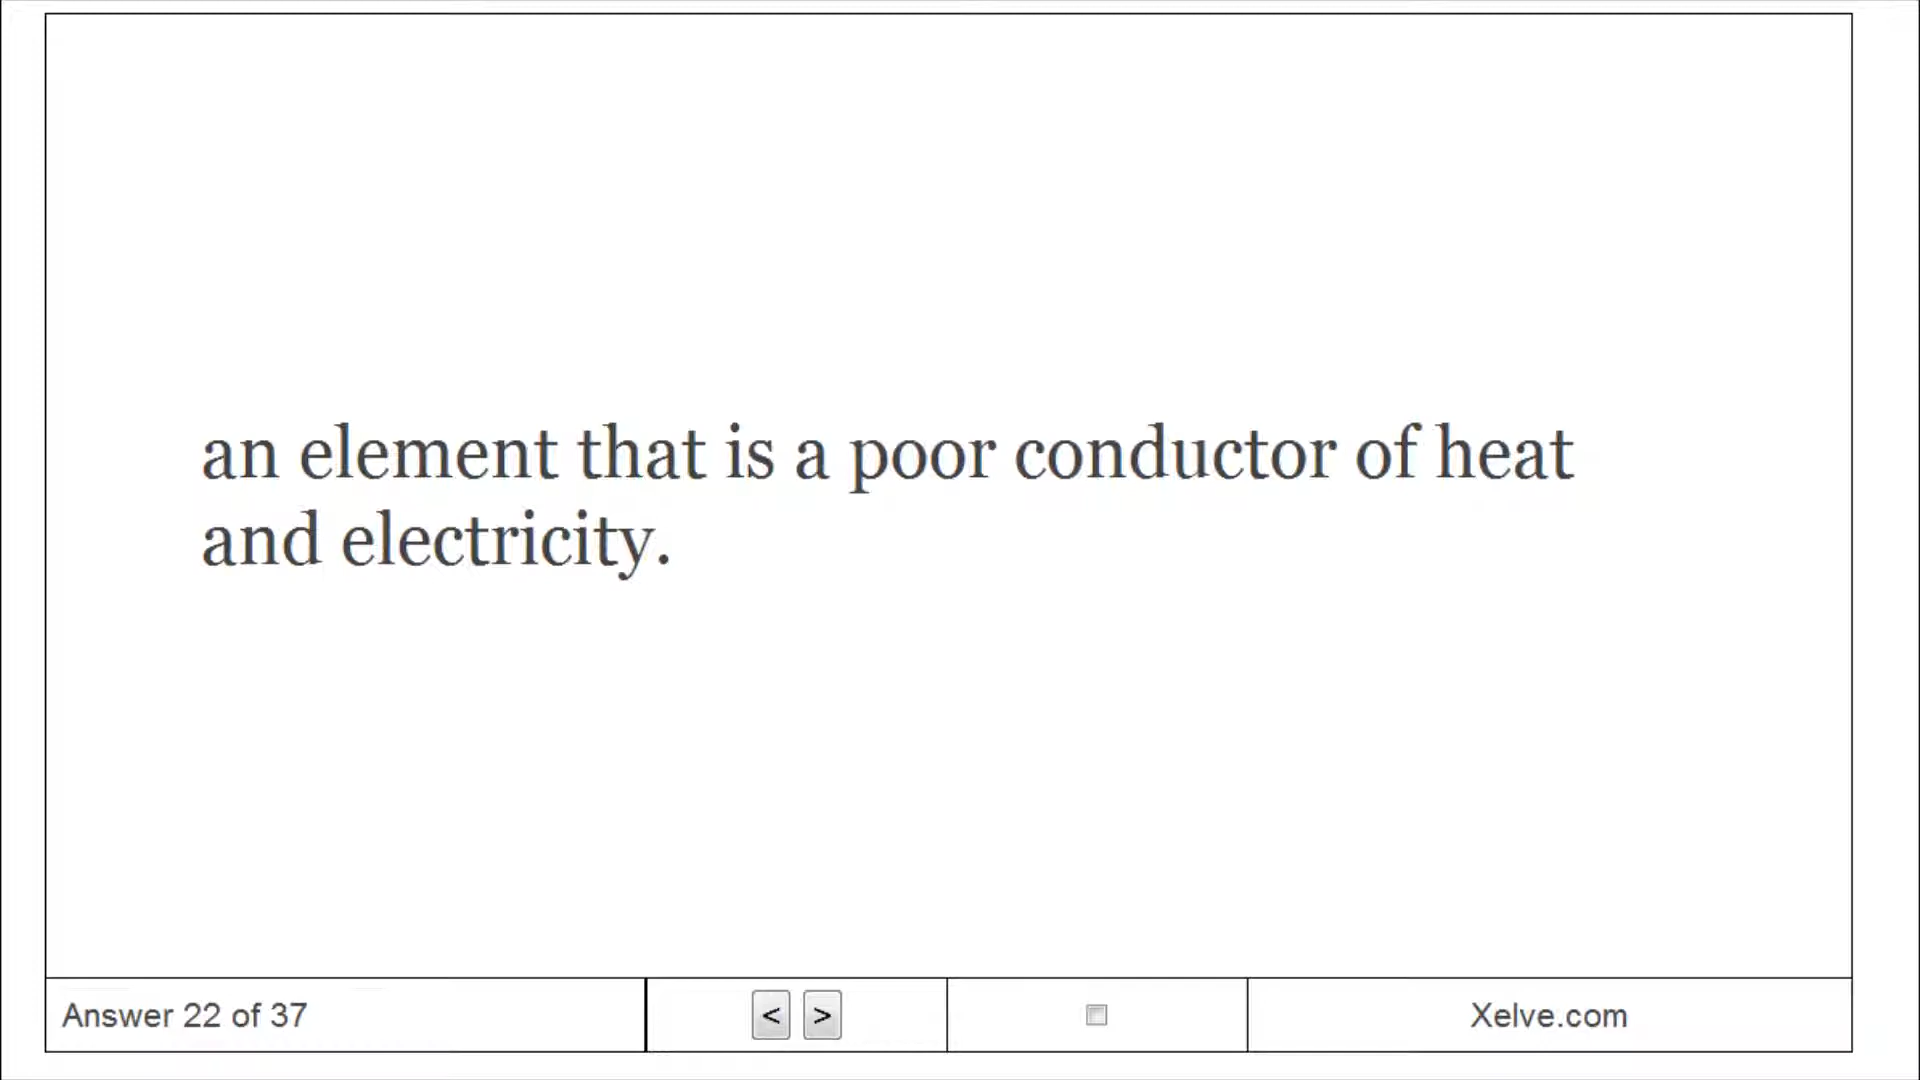 an element that is a poor conductor of heat
and electricity.
Answer 22 of 37
< >
Xelve.com